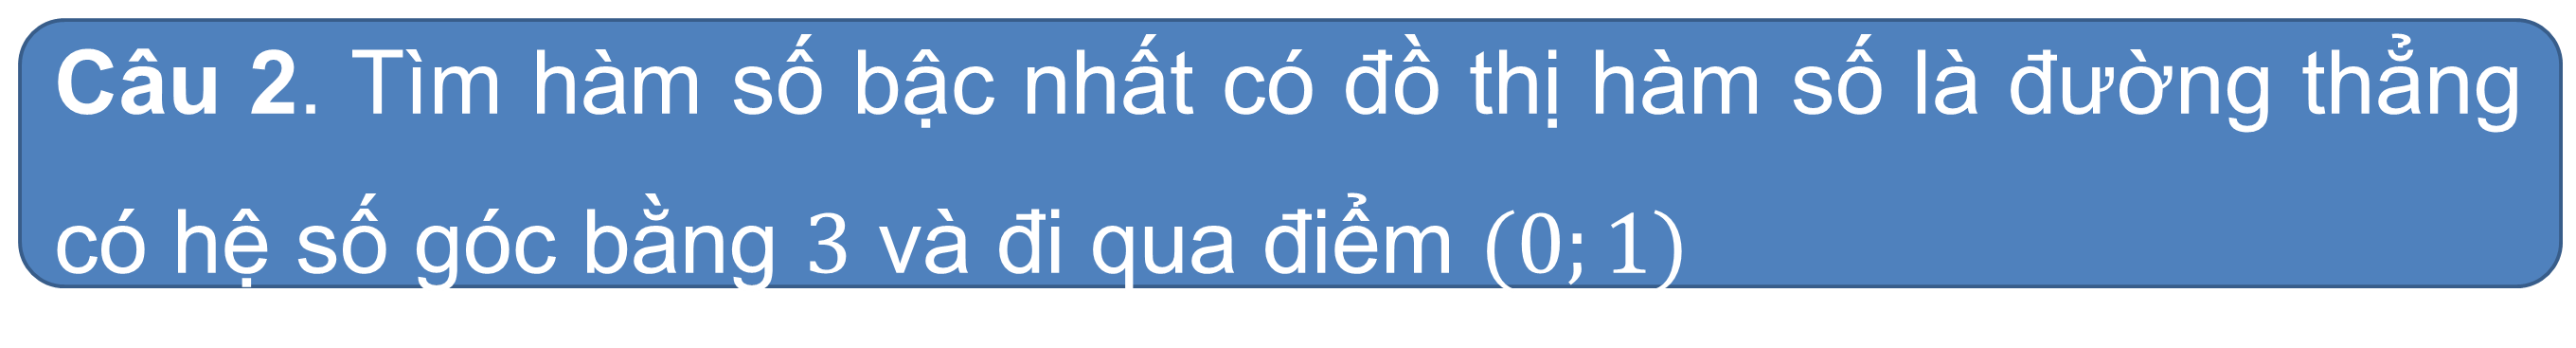 Câu 2. Tìm hàm số bậc nhất có đồ thị hàm số là đường thẳng
có hệ số góc bằng 3 và đi qua điểm (0; 1)